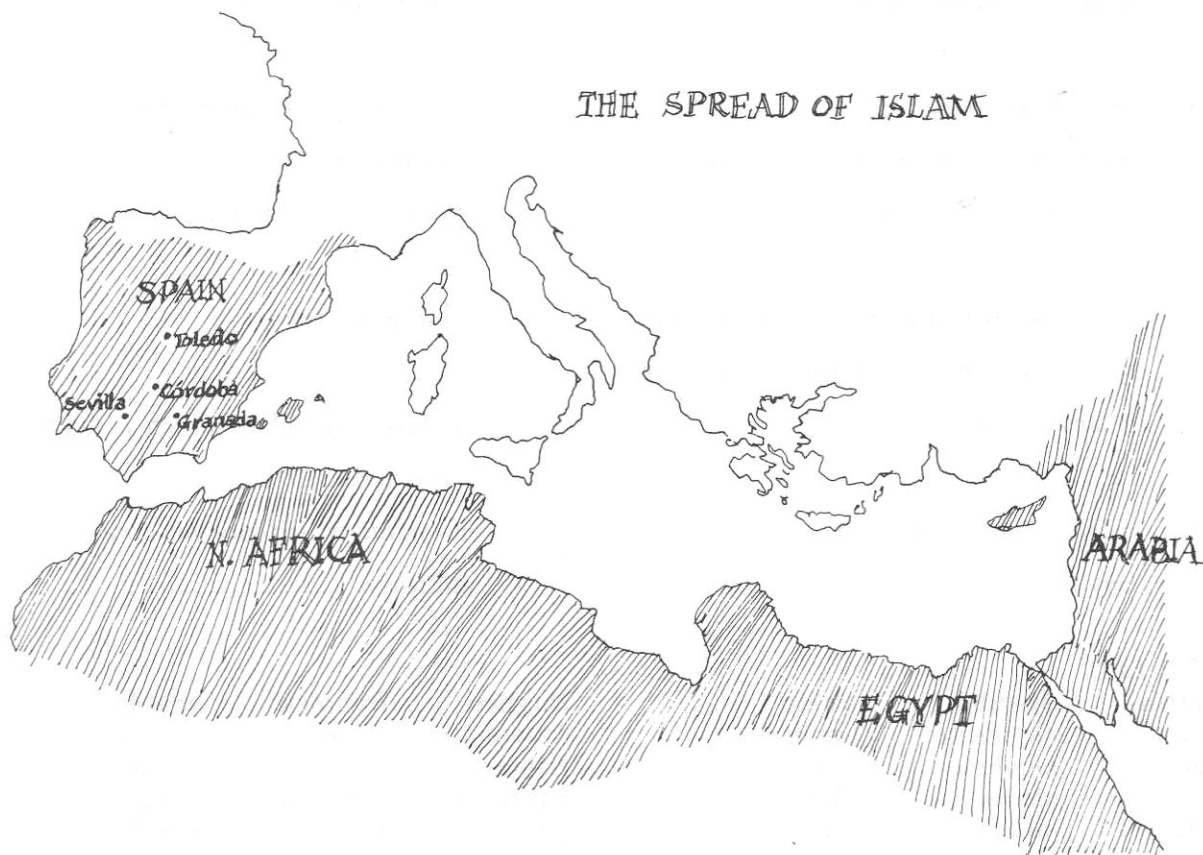 THE SPREAD OF ISLAM
SPAIN
Toledo
Córdoba
Sevilla
Granada
N. AFRICA
ARABIA
EGYPT